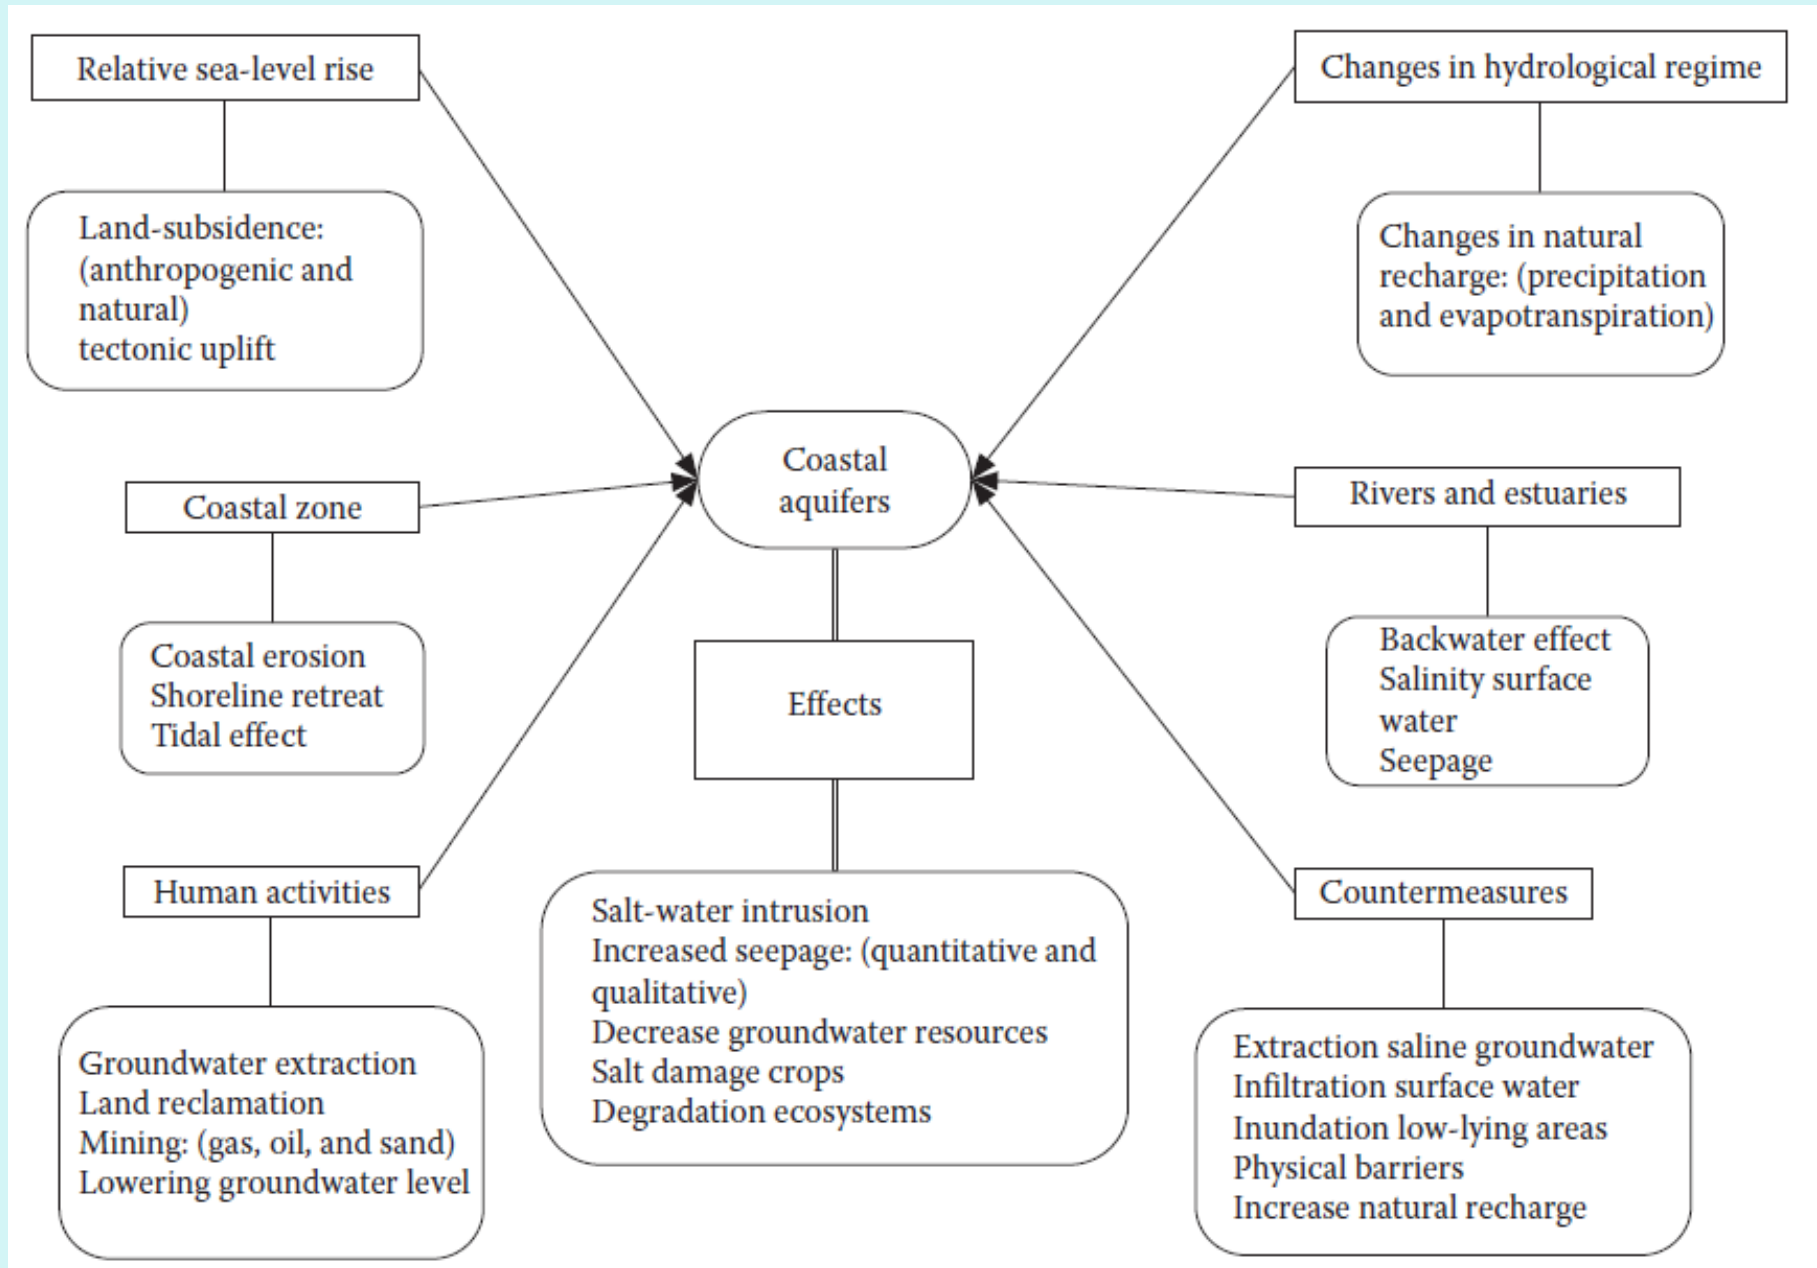 Relative sea-level rise
Land-subsidence:
(anthropogenic and
natural)
tectonic uplift
Coastal zone
Coastal erosion
Shoreline retreat
Tidal effect
Human activities
Groundwater extraction
Land reclamation
Mining: (gas, oil, and sand)
Lowering groundwater level
Coastal
aquifers
Effects
Salt-water intrusion
Increased seepage: (quantitative and
qualitative)
Decrease groundwater resources
Salt damage crops
Degradation ecosystems
Changes in hydrological regime
Changes in natural
recharge: (precipitation
and evapotranspiration)
Rivers and estuaries
Backwater effect
Salinity surface
water
Seepage
Countermeasures
Extraction saline groundwater
Infiltration surface water
Inundation low-lying areas
Physical barriers
Increase natural recharge